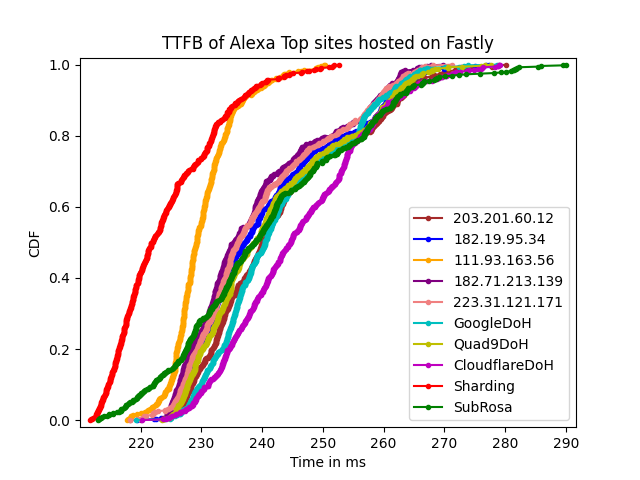 TTFB of Alexa Top sites hosted on Fastly
1.0
0.8
0.6
0.4
0.2
0.0
CDF
203.201.60.12
182.19.95.34
111.93.163.56
182.71.213.139
223.31.121.171
GoogleDoH
Quad9DoH
CloudflareDoH
Sharding
SubRosa
220 230 240 250 260 270 280 290
Time in ms